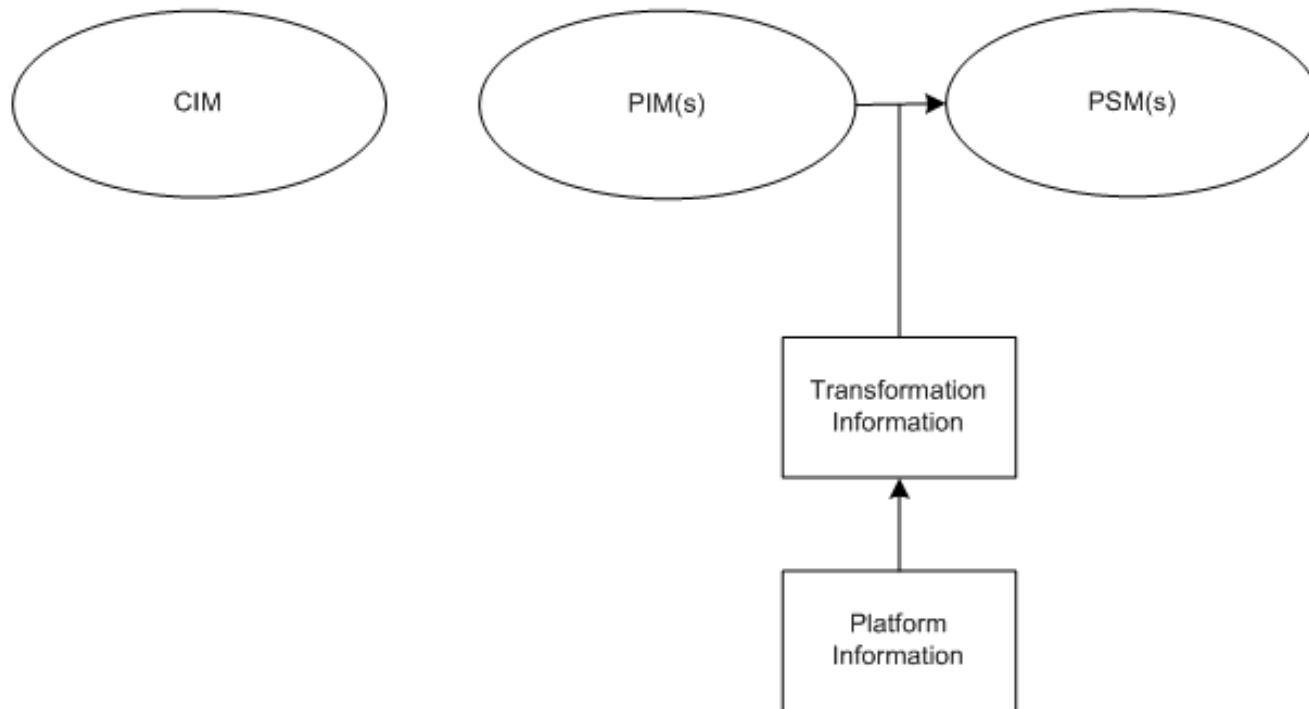 CIM
PIM(s)
PSM(s)
Transformation
Information
Platform
Information